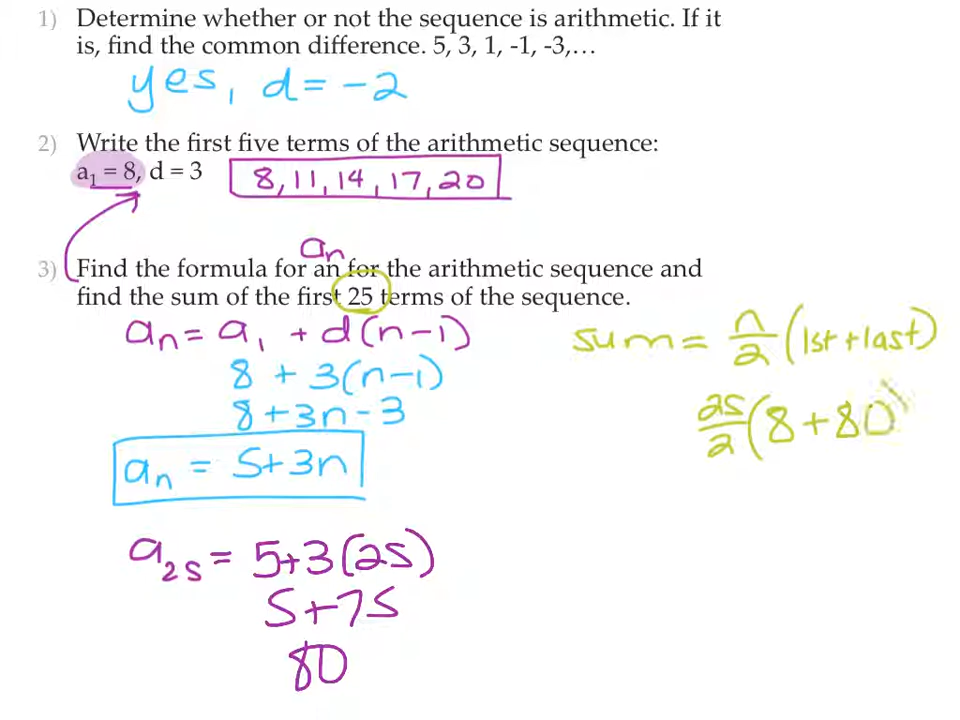 1) Determine whether or not the sequence is arithmetic. If it
is, find the common difference. 5, 3, 1, -1, -3,…
yes, d = -2
2) Write the first five terms of the arithmetic sequence:
a₁ = 8, d = 3 8, 11, 14, 17, 20
an
3) Find the formula for an for the arithmetic sequence and
find the sum of the first 25 terms of the sequence.
an = a₁ + d(n-1)
8 + 3(n-1)
8 + 3n - 3
an = 5+3n
a₂₅ = 5+3(25)
5+75
80
sum = n/2 (1st + last)
25/2 (8 + 80